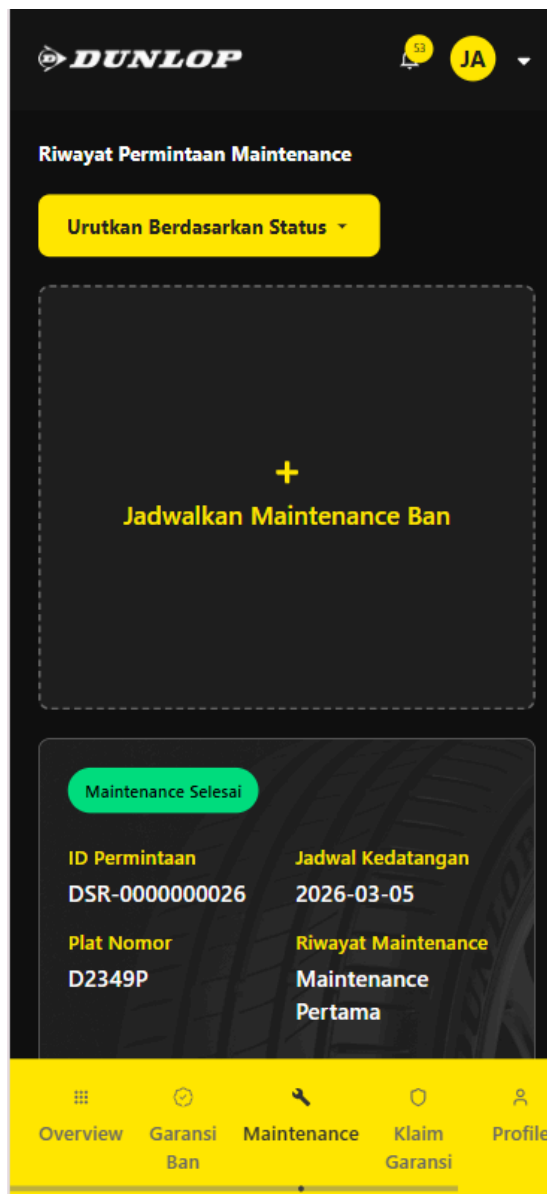 DUNLOP
53
JA
Riwayat Permintaan Maintenance
Urutkan Berdasarkan Status
+
Jadwalkan Maintenance Ban
Maintenance Selesai
ID Permintaan
DSR-0000000026
Jadwal Kedatangan
2026-03-05
Plat Nomor
D2349P
Riwayat Maintenance
Maintenance
Pertama
Overview
Garansi
Ban
Maintenance
Klaim
Garansi
Profile